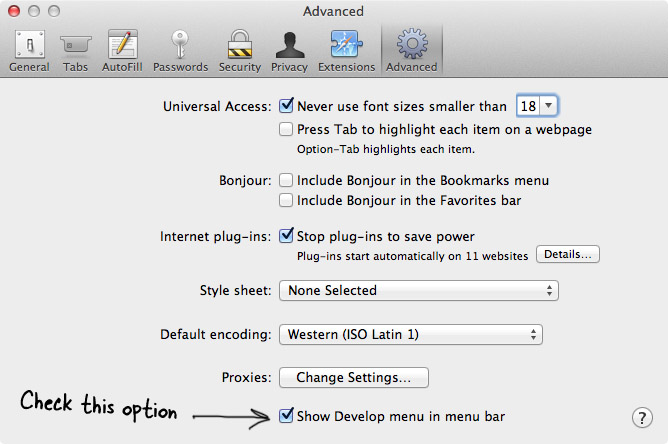 Advanced
General Tabs AutoFill Passwords Security Privacy Extensions Advanced
Universal Access: Never use font sizes smaller than 18
Press Tab to highlight each item on a webpage
Option-Tab highlights each item.
Bonjour: Include Bonjour in the Bookmarks menu
Include Bonjour in the Favorites bar
Internet plug-ins: Stop plug-ins to save power
Plug-ins start automatically on 11 websites Details...
Style sheet: None Selected
Default encoding: Western (ISO Latin 1)
Proxies: Change Settings...
Check this option Show Develop menu in menu bar ?